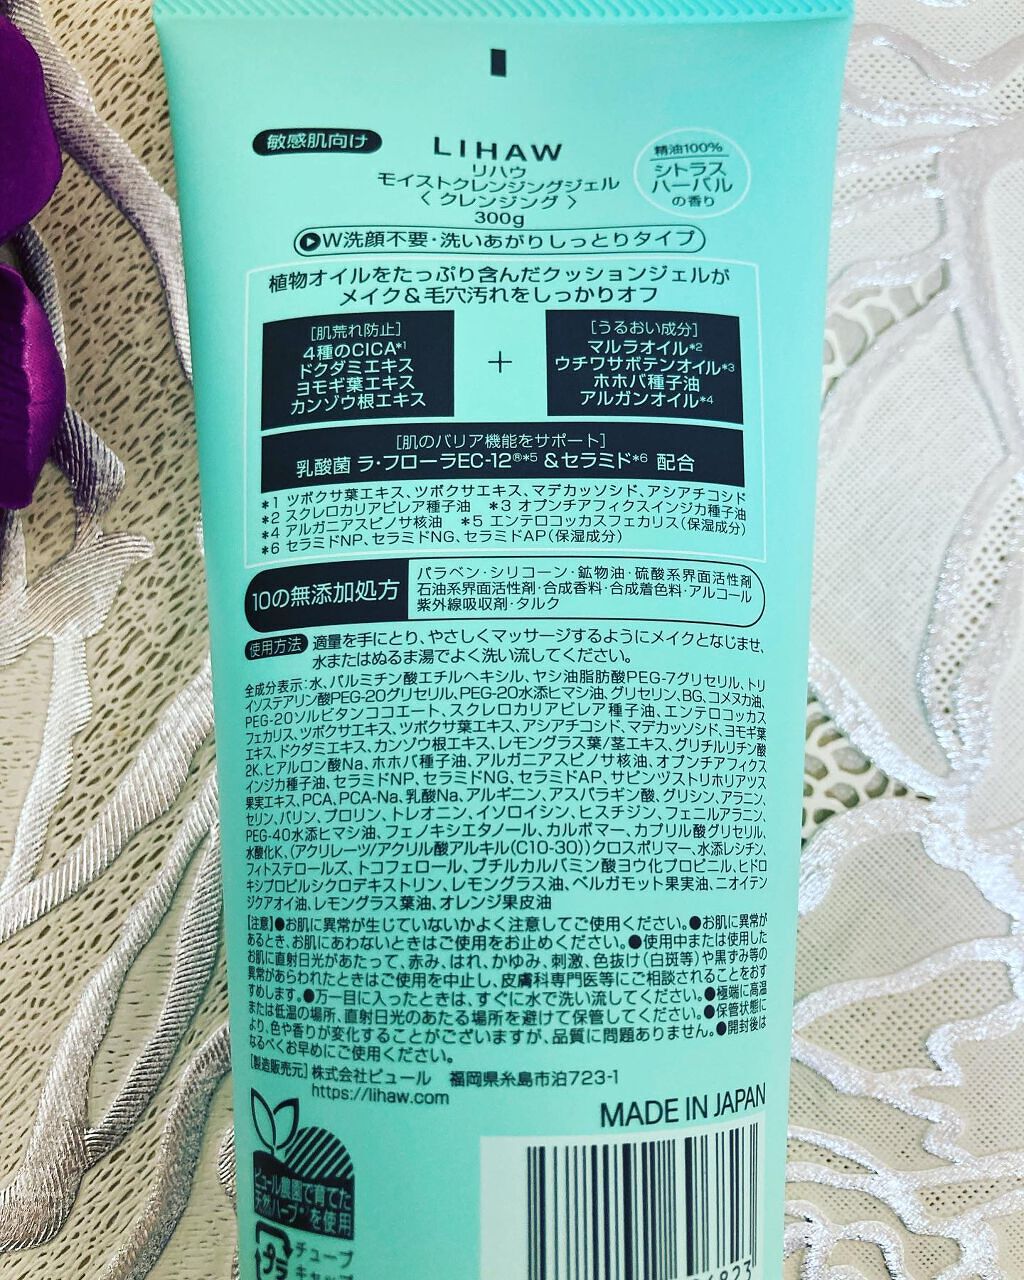 敏感肌向け
LIHAW
リハウ
モイストクレンジングジェル
〈 クレンジング 〉
300g
精油100%
シトラス
ハーバル
の香り
W洗顔不要・洗いあがりしっとりタイプ
植物オイルをたっぷり含んだクッションジェルが
メイク&毛穴汚れをしっかりオフ
[肌荒れ防止]
4種のCICA*1
ドクダミエキス
ヨモギ葉エキス
カンゾウ根エキス
+
[うるおい成分]
マルラオイル*2
ウチワサボテンオイル*3
ホホバ種子油
アルガンオイル*4
[肌のバリア機能をサポート]
乳酸菌 ラ・フローラEC-12®*5 &セラミド*6 配合
*1 ツボクサ葉エキス、ツボクサエキス、マデカッソシド、アシアチコシド
*2 スクレロカリアビレア種子油 *3 オプンチアフィクスインジカ種子油
*4 アルガニアスピノサ核油 *5 エンテロコッカスフェカリス(保湿成分)
*6 セラミドNP、セラミドNG、セラミドAP(保湿成分)
10の無添加処方
パラベン・シリコーン・鉱物油・硫酸系界面活性剤
石油系界面活性剤・合成香料・合成着色料・アルコール
紫外線吸収剤・タルク
使用方法 適量を手にとり、やさしくマッサージするようにメイクとなじませ、
水またはぬるま湯でよく洗い流してください。
全成分表示:水、パルミチン酸エチルヘキシル、ヤシ油脂肪酸PEG-7グリセリル、トリ
イソステアリン酸PEG-20グリセリル、PEG-20水添ヒマシ油、グリセリン、BG、コメヌカ油、
PEG-20ソルビタンココエート、スクレロカリアビレア種子油、エンテロコッカス
フェカリス、ツボクサエキス、ツボクサ葉エキス、アシアチコシド、マデカッソシド、ヨモギ葉
エキス、ドクダミエキス、カンゾウ根エキス、レモングラス葉/茎エキス、グリチルリチン酸
2K、ヒアルロン酸Na、ホホバ種子油、アルガニアスピノサ核油、オプンチアフィクス
インジカ種子油、セラミドNP、セラミドNG、セラミドAP、サピンヅストリホリアツス
果実エキス、PCA、PCA-Na、乳酸Na、アルギニン、アスパラギン酸、グリシン、アラニン、
セリン、バリン、プロリン、トレオニン、イソロイシン、ヒスチジン、フェニルアラニン、
PEG-40水添ヒマシ油、フェノキシエタノール、カルボマー、カプリル酸グリセリル、
水酸化K、(アクリレーツ/アクリル酸アルキル(C10-30))クロスポリマー、水添レシチン、
フィトステロールズ、トコフェロール、ブチルカルバミン酸ヨウ化プロピニル、ヒドロ
キシプロピルシクロデキストリン、レモングラス油、ベルガモット果実油、ニオイテン
ジクアオイ油、レモングラス葉油、オレンジ果皮油
[注意]●お肌に異常が生じていないかよく注意してご使用ください。●お肌に異常が
あるとき、お肌にあわないときはご使用をお止めください。●使用中または使用した
お肌に直射日光があたって、赤み、はれ、かゆみ、刺激、色抜け(白斑等)や黒ずみ等の
異常があらわれたときはご使用を中止し、皮膚科専門医等にご相談されることをおす
すめします。●万一目に入ったときは、すぐに水で洗い流してください。●極端に高温
または低温の場所、直射日光のあたる場所を避けて保管してください。●保管状態に
より、色や香りが変化することがございますが、品質に問題ありません。●開封後は
なるべくお早めにご使用ください。
[製造販売元] 株式会社ピュール 福岡県糸島市泊723-1
https://lihaw.com
MADE IN JAPAN
ピュール農園で育てた
天然ハーブ*を使用
プラ
チューブ
キャップ